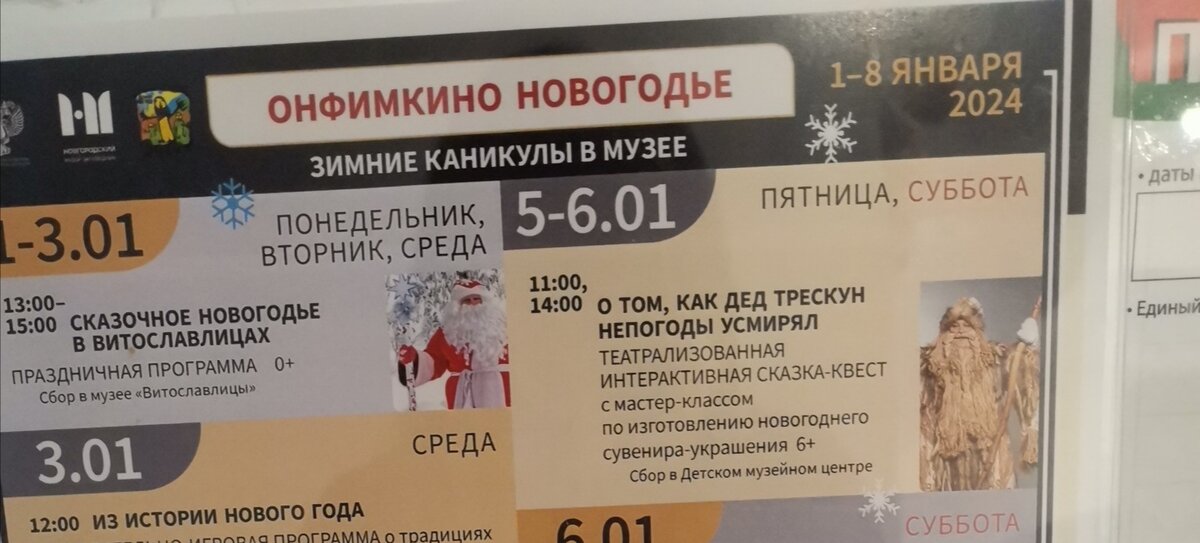 ОНФИМКИНО НОВОГОДЬЕ
ЗИМНИЕ КАНИКУЛЫ В МУЗЕЕ
1–8 ЯНВАРЯ
2024
НОВГОРОДСКИЙ
1-3.01
ПОНЕДЕЛЬНИК,
ВТОРНИК, СРЕДА
13:00–
15:00 СКАЗОЧНОЕ НОВОГОДЬЕ
В ВИТОСЛАВЛИЦАХ
ПРАЗДНИЧНАЯ ПРОГРАММА 0+
Сбор в музее «Витославлицы»
3.01
СРЕДА
12:00 ИЗ ИСТОРИИ НОВОГО ГОДА
ПРОГРАММА о традициях
5-6.01
ПЯТНИЦА, СУББОТА
11:00,
14:00 О ТОМ, КАК ДЕД ТРЕСКУН
НЕПОГОДЫ УСМИРЯЛ
ТЕАТРАЛИЗОВАННАЯ
ИНТЕРАКТИВНАЯ СКАЗКА-КВЕСТ
с мастер-классом
по изготовлению новогоднего
сувенира-украшения 6+
Сбор в Детском музейном центре
6.01
СУББОТА
П
• даты
• Единый